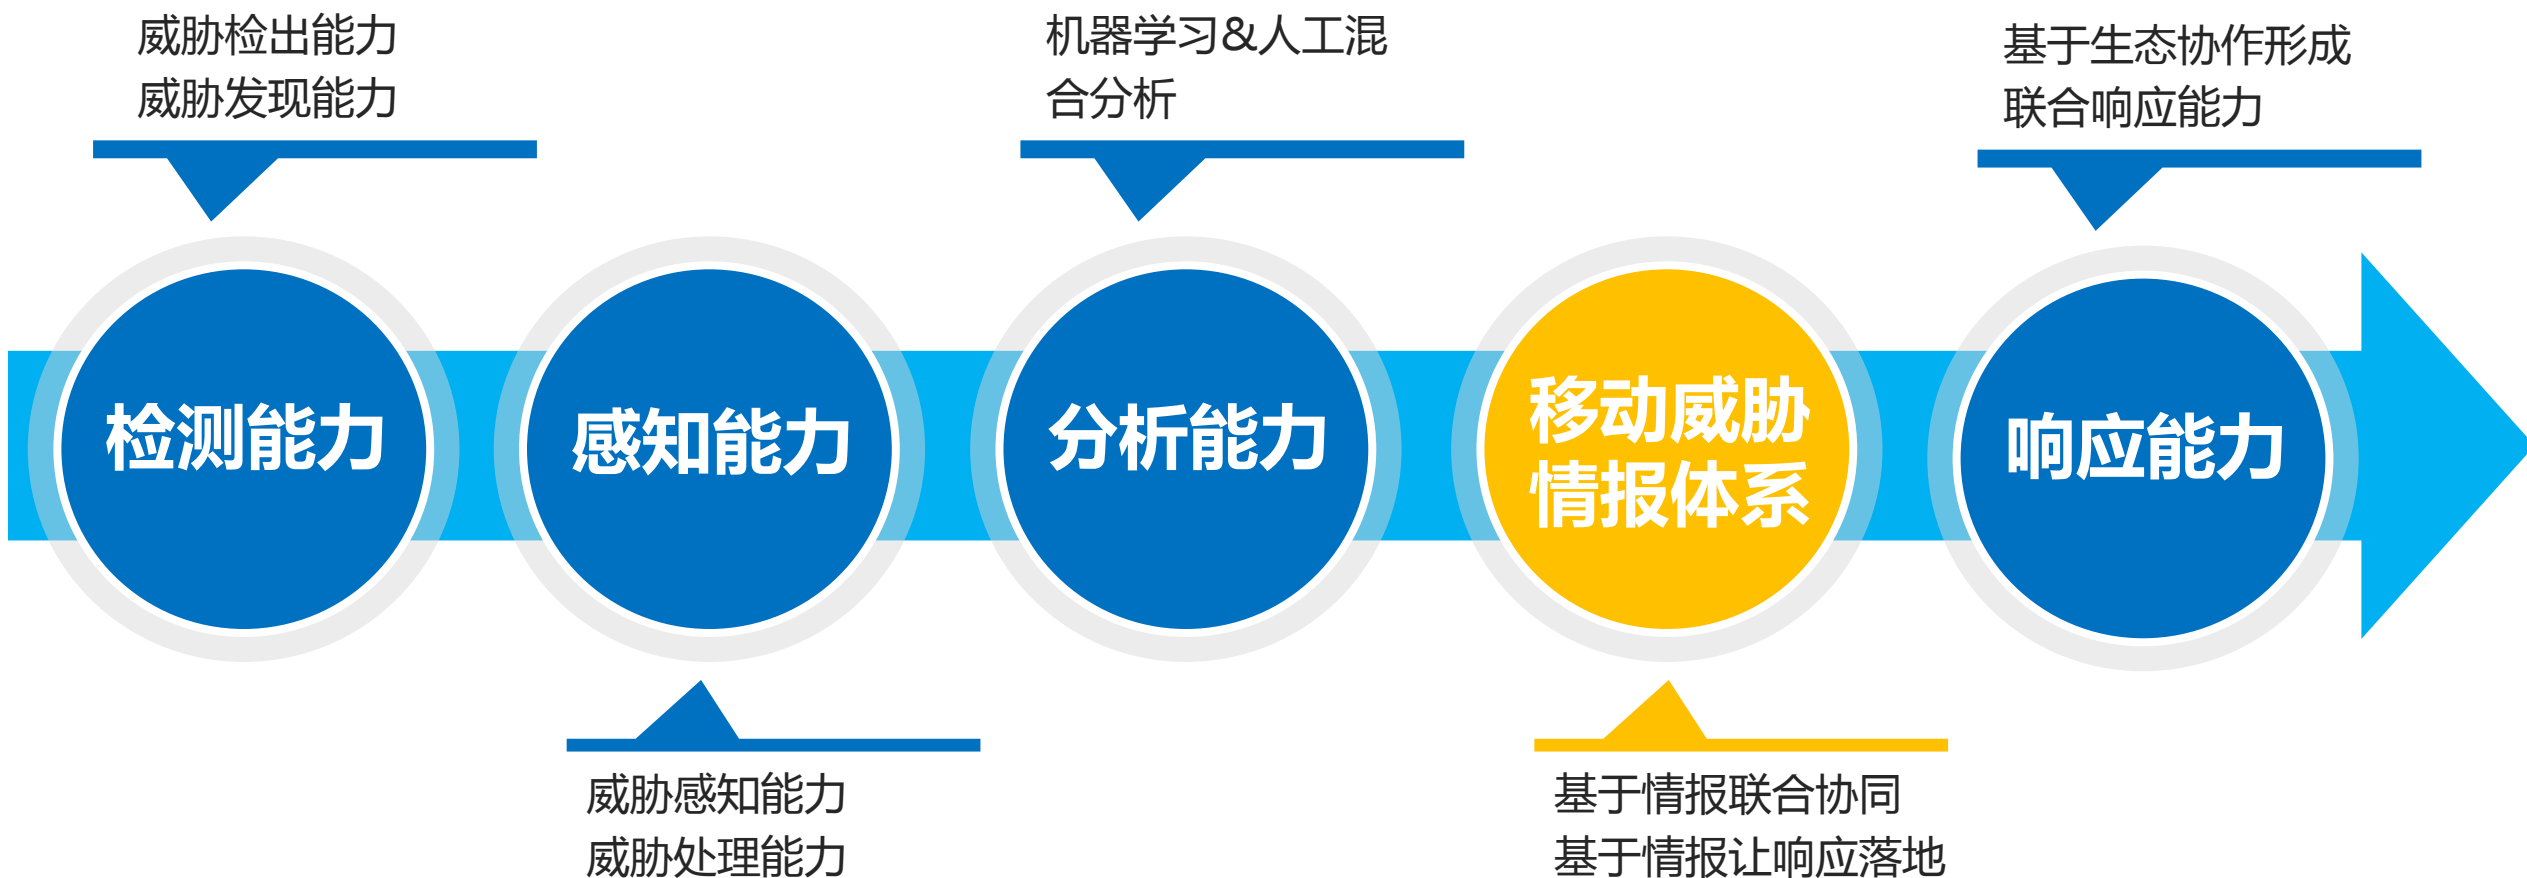 威胁检出能力
威胁发现能力
机器学习&人工混
合分析
基于生态协作形成
联合响应能力
检测能力
感知能力
分析能力
移动威胁
情报体系
响应能力
威胁感知能力
威胁处理能力
基于情报联合协同
基于情报让响应落地